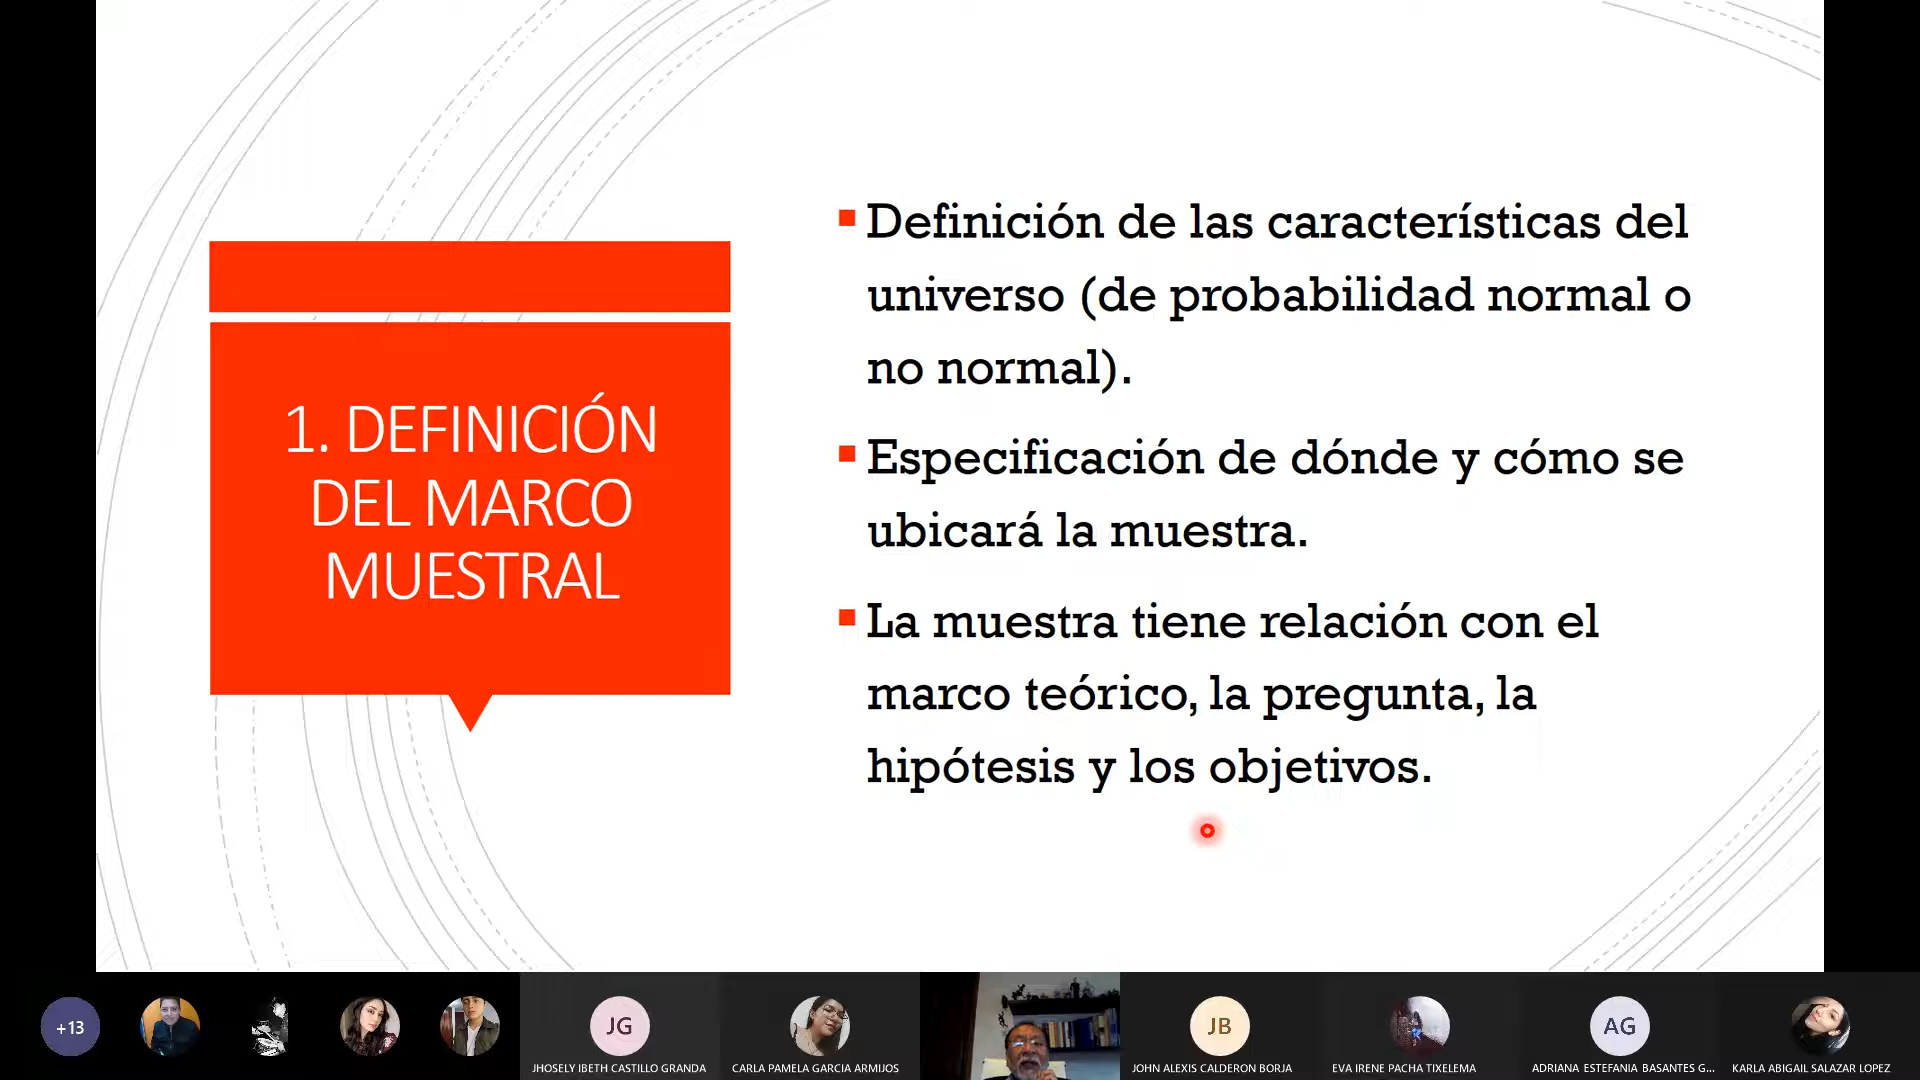 1. DEFINICIÓN
DEL MARCO
MUESTRAL
Definición de las características del
universo (de probabilidad normal o
no normal).
Especificación de dónde y cómo se
ubicará la muestra.
La muestra tiene relación con el
marco teórico, la pregunta, la
hipótesis y los objetivos.
+13
JG
JHOSELY IBETH CASTILLO GRANDA
CARLA PAMELA GARCIA ARMIJOS
JB
JOHN ALEXIS CALDERON BORJA
EVA IRENE PACHA TIXELEMA
AG
ADRIANA ESTEFANIA BASANTES G...
KARLA ABIGAIL SALAZAR LOPEZ